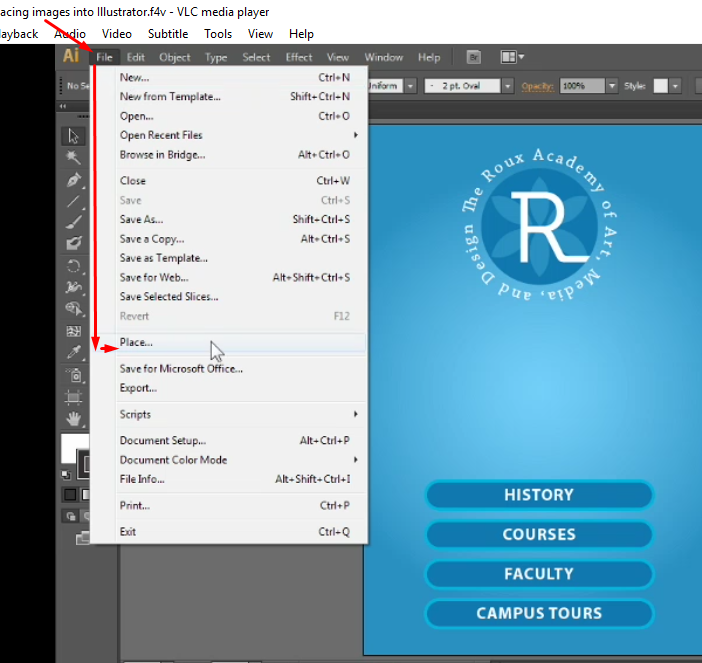 acing images into Illustrator.f4v - VLC media player
layback Audio Video Subtitle Tools View Help
Ai File Edit Object Type Select Effect View Window Help Br
No Se
Uniform - 2 pt. Oval Opacity: 100% Style:
New... Ctrl+N
New from Template... Shift+Ctrl+N
Open... Ctrl+O
Open Recent Files
Browse in Bridge... Alt+Ctrl+O
Close Ctrl+W
Save Ctrl+S
Save As... Shift+Ctrl+S
Save a Copy... Alt+Ctrl+S
Save as Template...
Save for Web... Alt+Shift+Ctrl+S
Save Selected Slices...
Revert F12
Place...
Save for Microsoft Office...
Export...
Scripts
Document Setup... Alt+Ctrl+P
Document Color Mode
File Info... Alt+Shift+Ctrl+I
Print... Ctrl+P
Exit Ctrl+Q
The Roux Academy of Art, Media, and Design
R
HISTORY
COURSES
FACULTY
CAMPUS TOURS